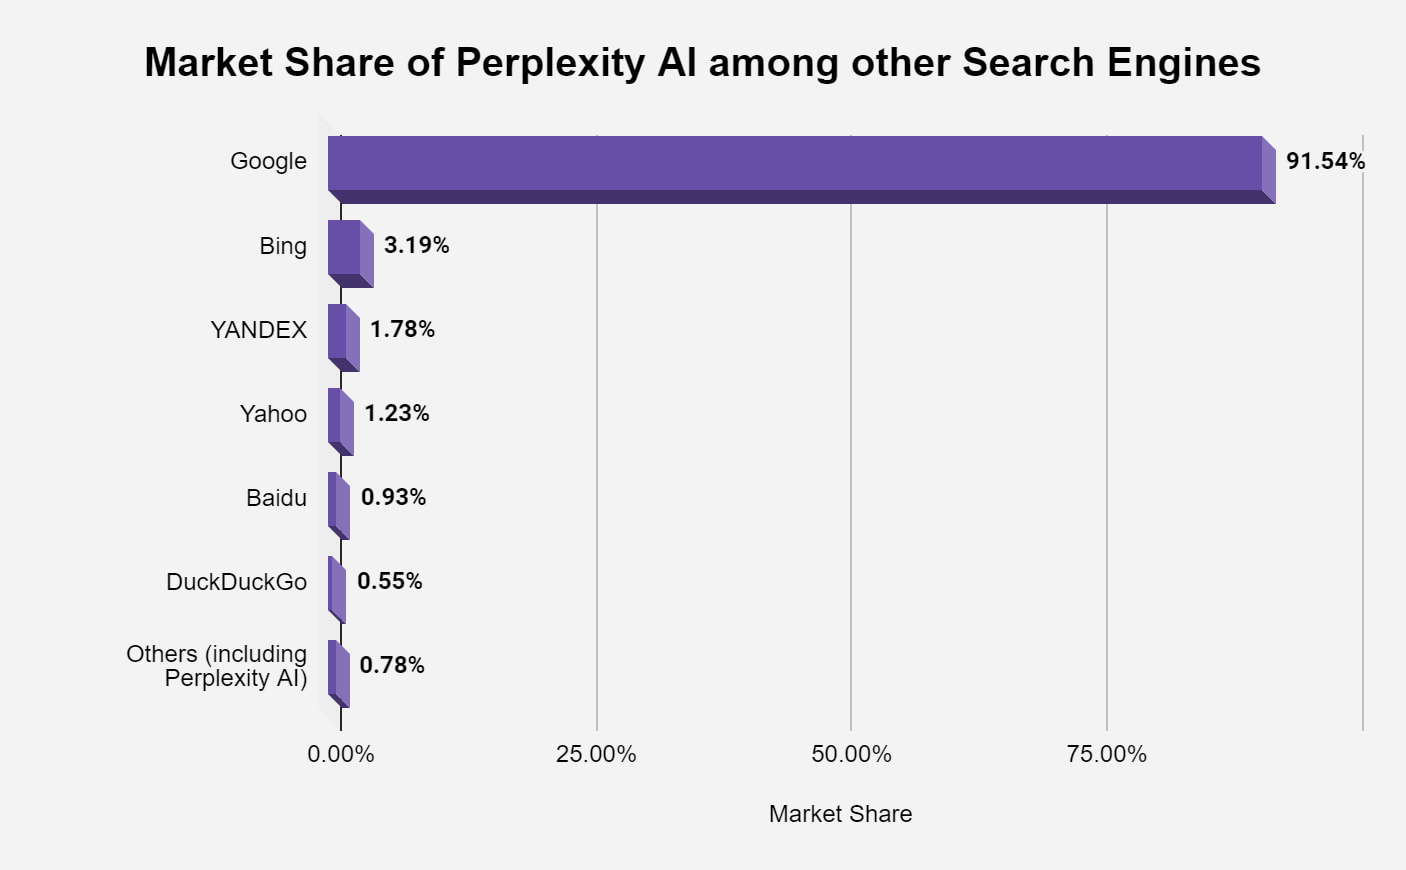 Market Share of Perplexity AI among other Search Engines
Google
91.54%
Bing
3.19%
YANDEX
1.78%
Yahoo
1.23%
Baidu
0.93%
DuckDuckGo
0.55%
Others (including
Perplexity AI)
0.78%
0.00%
25.00%
50.00%
75.00%
Market Share